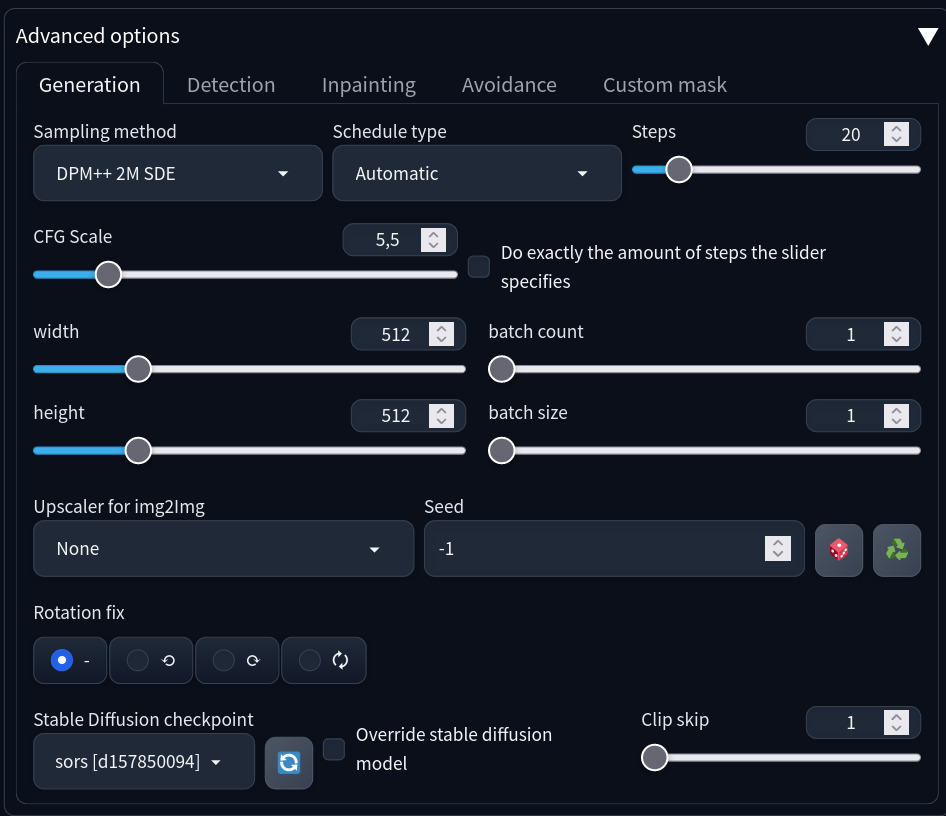 Advanced options
Generation Detection Inpainting Avoidance Custom mask
Sampling method Schedule type Steps 20
DPM++ 2M SDE Automatic
CFG Scale 5,5
Do exactly the amount of steps the slider
specifies
width 512 batch count 1
height 512 batch size 1
Upscaler for img2Img Seed
None -1
Rotation fix
- ⟲ ⟳ 🗘
Stable Diffusion checkpoint Clip skip 1
Override stable diffusion
model
sors [d157850094]